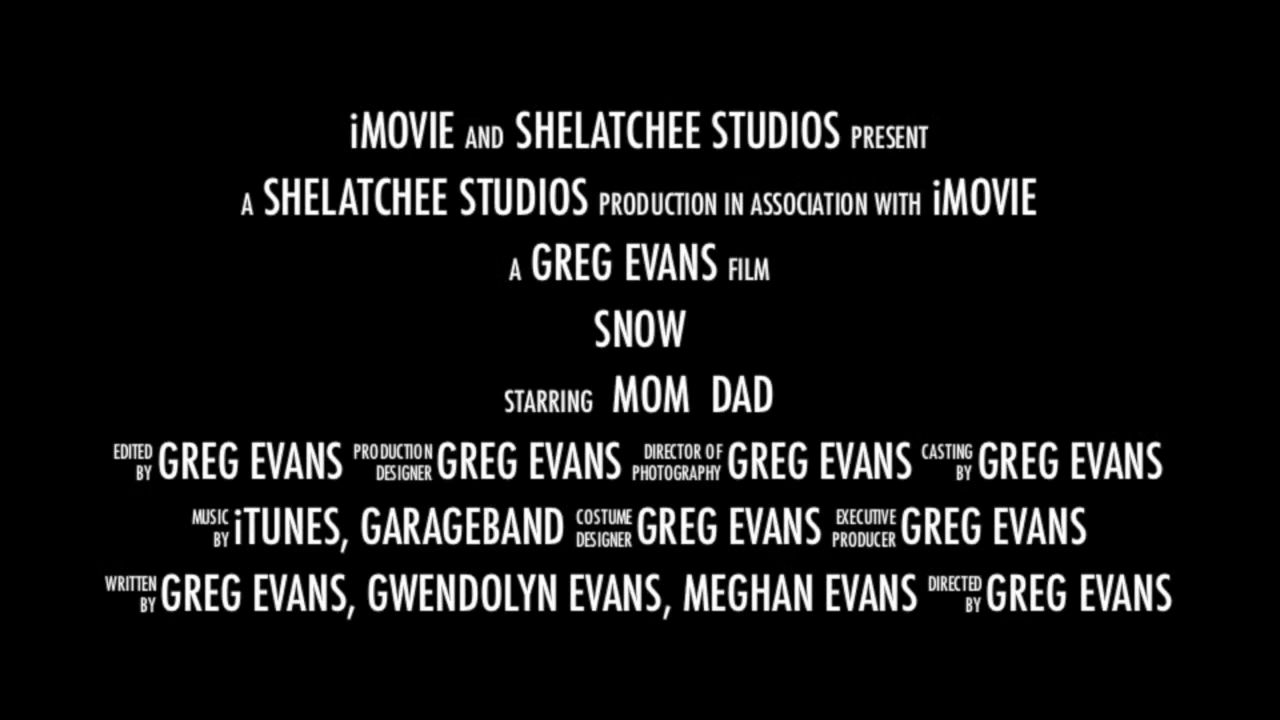 iMOVIE AND SHELATCHEE STUDIOS PRESENT
A SHELATCHEE STUDIOS PRODUCTION IN ASSOCIATION WITH iMOVIE
A GREG EVANS FILM
SNOW
STARRING MOM DAD
EDITED BY GREG EVANS PRODUCTION DESIGNER GREG EVANS DIRECTOR OF PHOTOGRAPHY GREG EVANS CASTING BY GREG EVANS
MUSIC BY iTUNES, GARAGEBAND COSTUME DESIGNER GREG EVANS EXECUTIVE PRODUCER GREG EVANS
WRITTEN BY GREG EVANS, GWENDOLYN EVANS, MEGHAN EVANS DIRECTED BY GREG EVANS